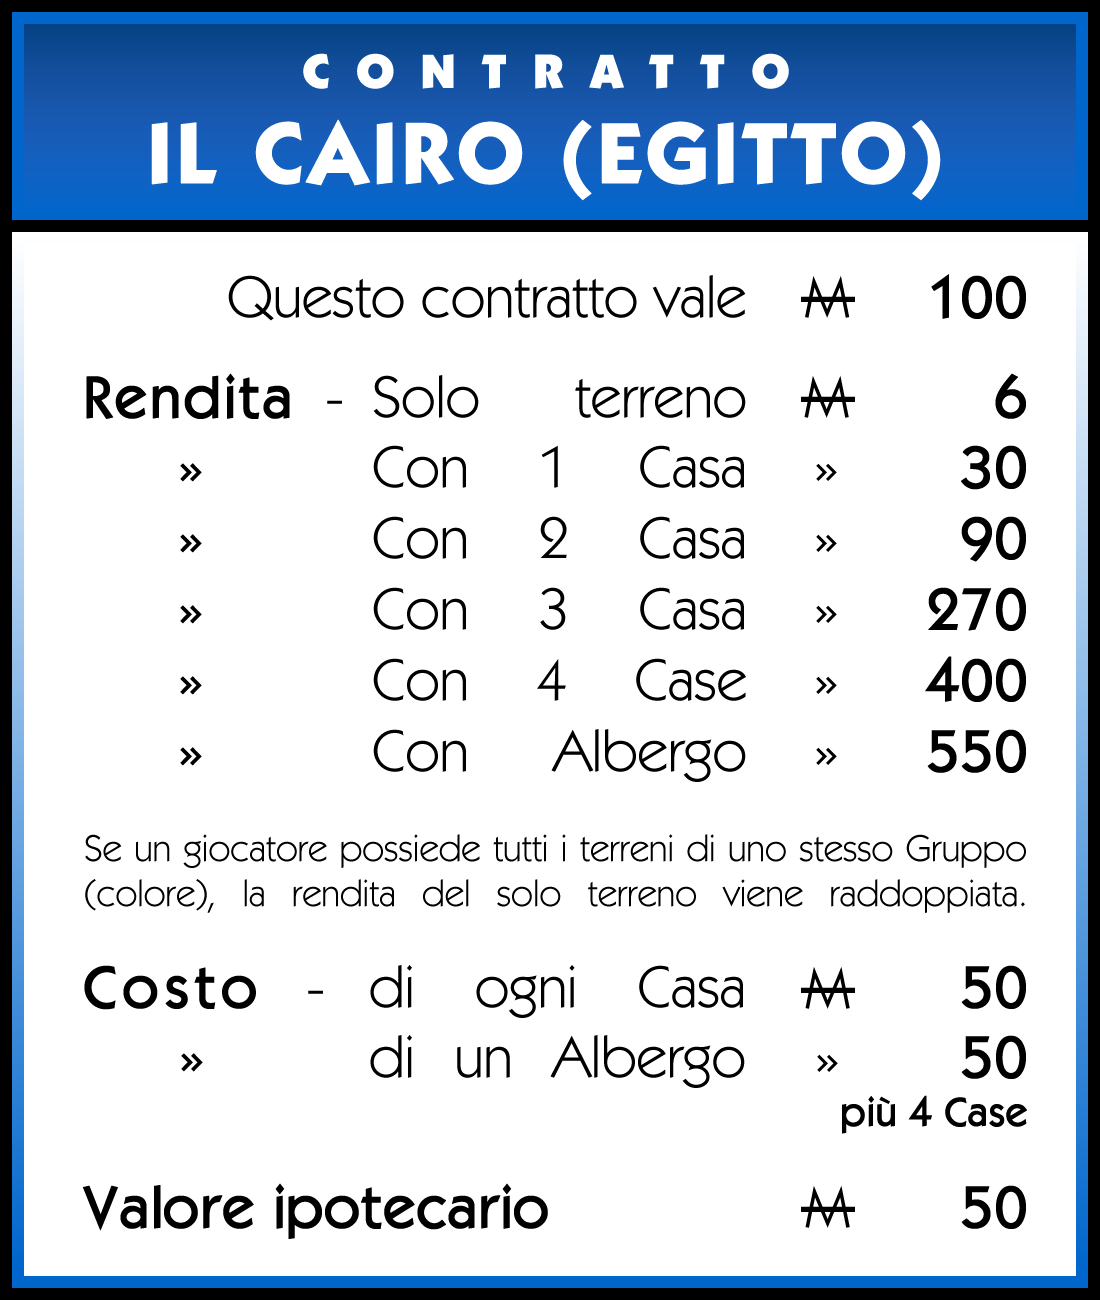 CONTRATTO
IL CAIRO (EGITTO)
Questo contratto vale M 100
Rendita - Solo terreno M 6
» Con 1 Casa » 30
» Con 2 Casa » 90
» Con 3 Casa » 270
» Con 4 Case » 400
» Con Albergo » 550
Se un giocatore possiede tutti i terreni di uno stesso Gruppo
(colore), la rendita del solo terreno viene raddoppiata.
Costo - di ogni Casa M 50
» di un Albergo » 50
più 4 Case
Valore ipotecario M 50